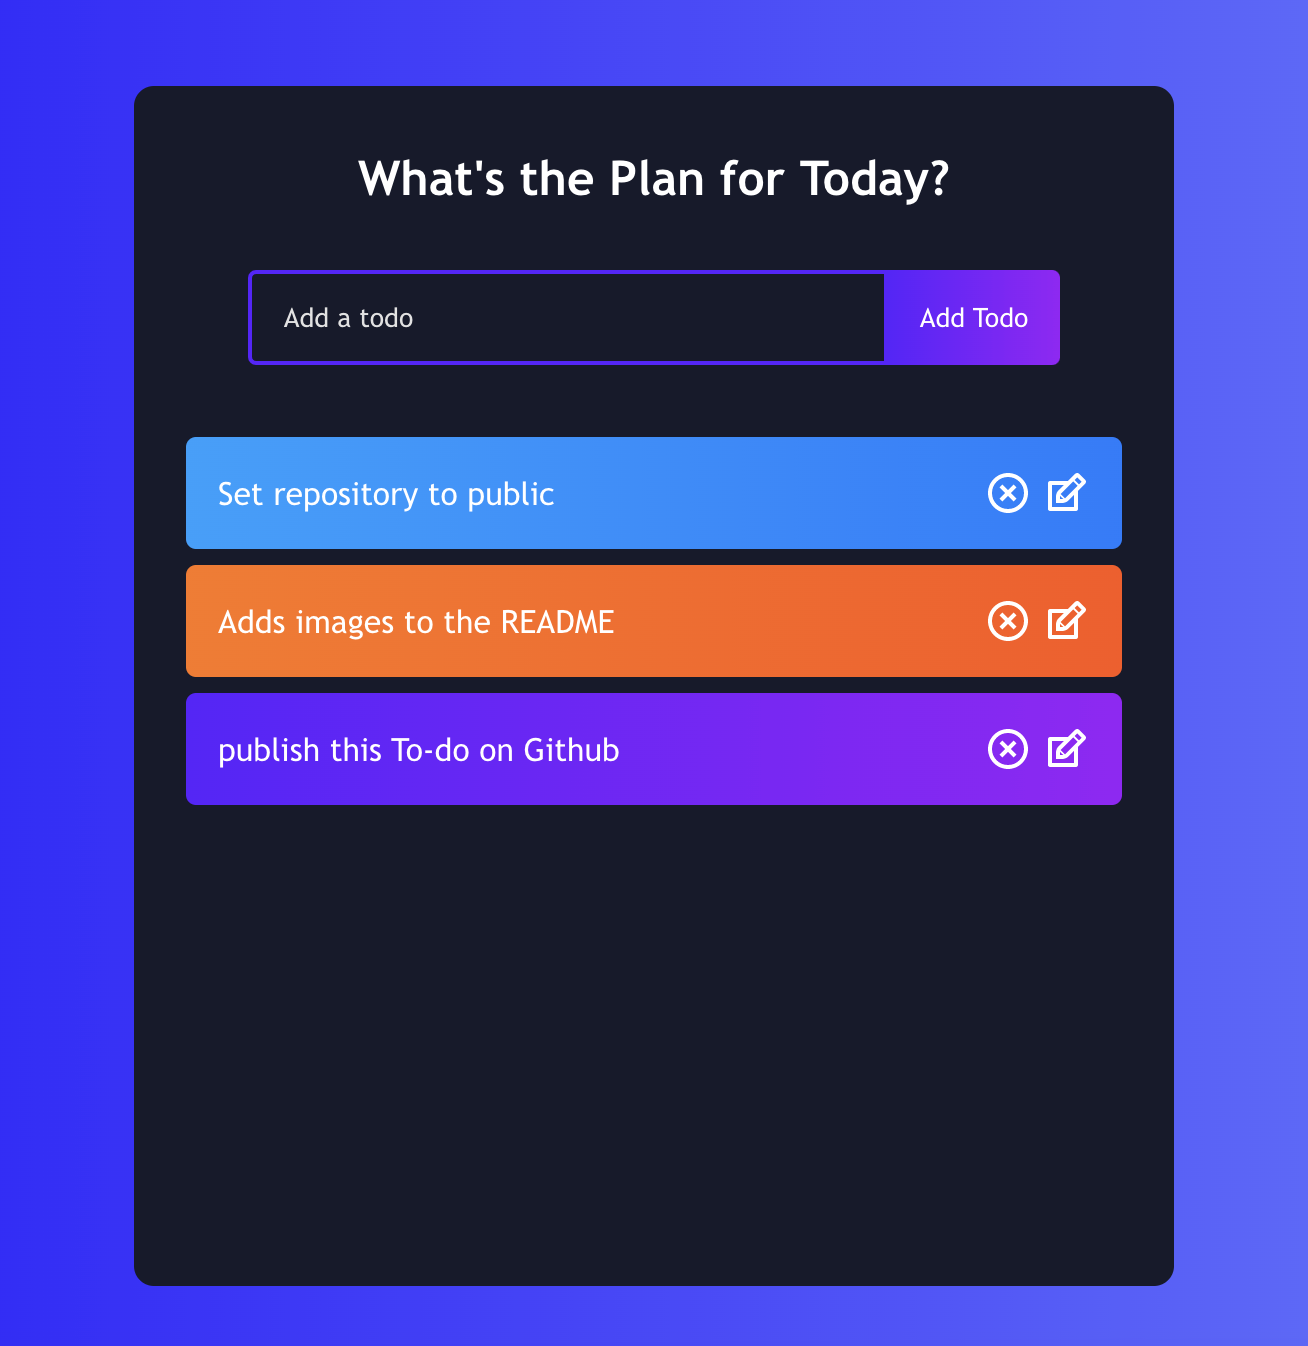 What's the Plan for Today?
Add a todo
Add Todo
Set repository to public
Adds images to the README
publish this To-do on Github